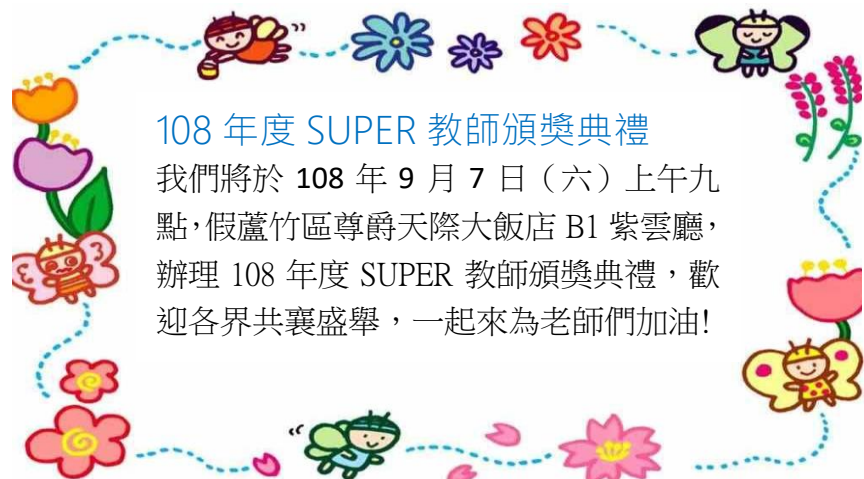 108 年度 SUPER 教師頒獎典禮
我們將於 108 年 9 月 7 日（六）上午九
點，假蘆竹區尊爵天際大飯店 B1 紫雲廳，
辦理 108 年度 SUPER 教師頒獎典禮，歡
迎各界共襄盛舉，一起來為老師們加油!